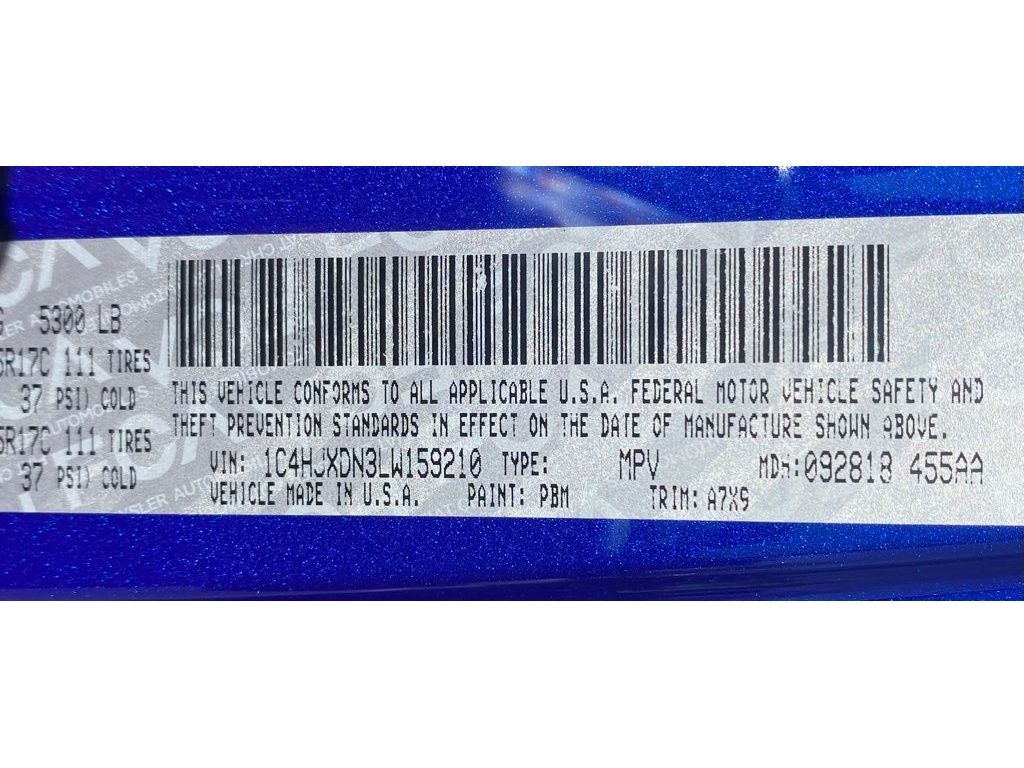 5300 LB
5R17C 111 TIRES
37 PSI) COLD
5R17C 111 TIRES
37 PSI) COLD
THIS VEHICLE CONFORMS TO ALL APPLICABLE U.S.A. FEDERAL MOTOR VEHICLE SAFETY AND
THEFT PREVENTION STANDARDS IN EFFECT ON THE DATE OF MANUFACTURE SHOWN ABOVE.
VIN: 1C4HJXDN3LW159210 TYPE: MPV MDH:092818 455AA
VEHICLE MADE IN U.S.A. PAINT: PBM TRIM: A7X9